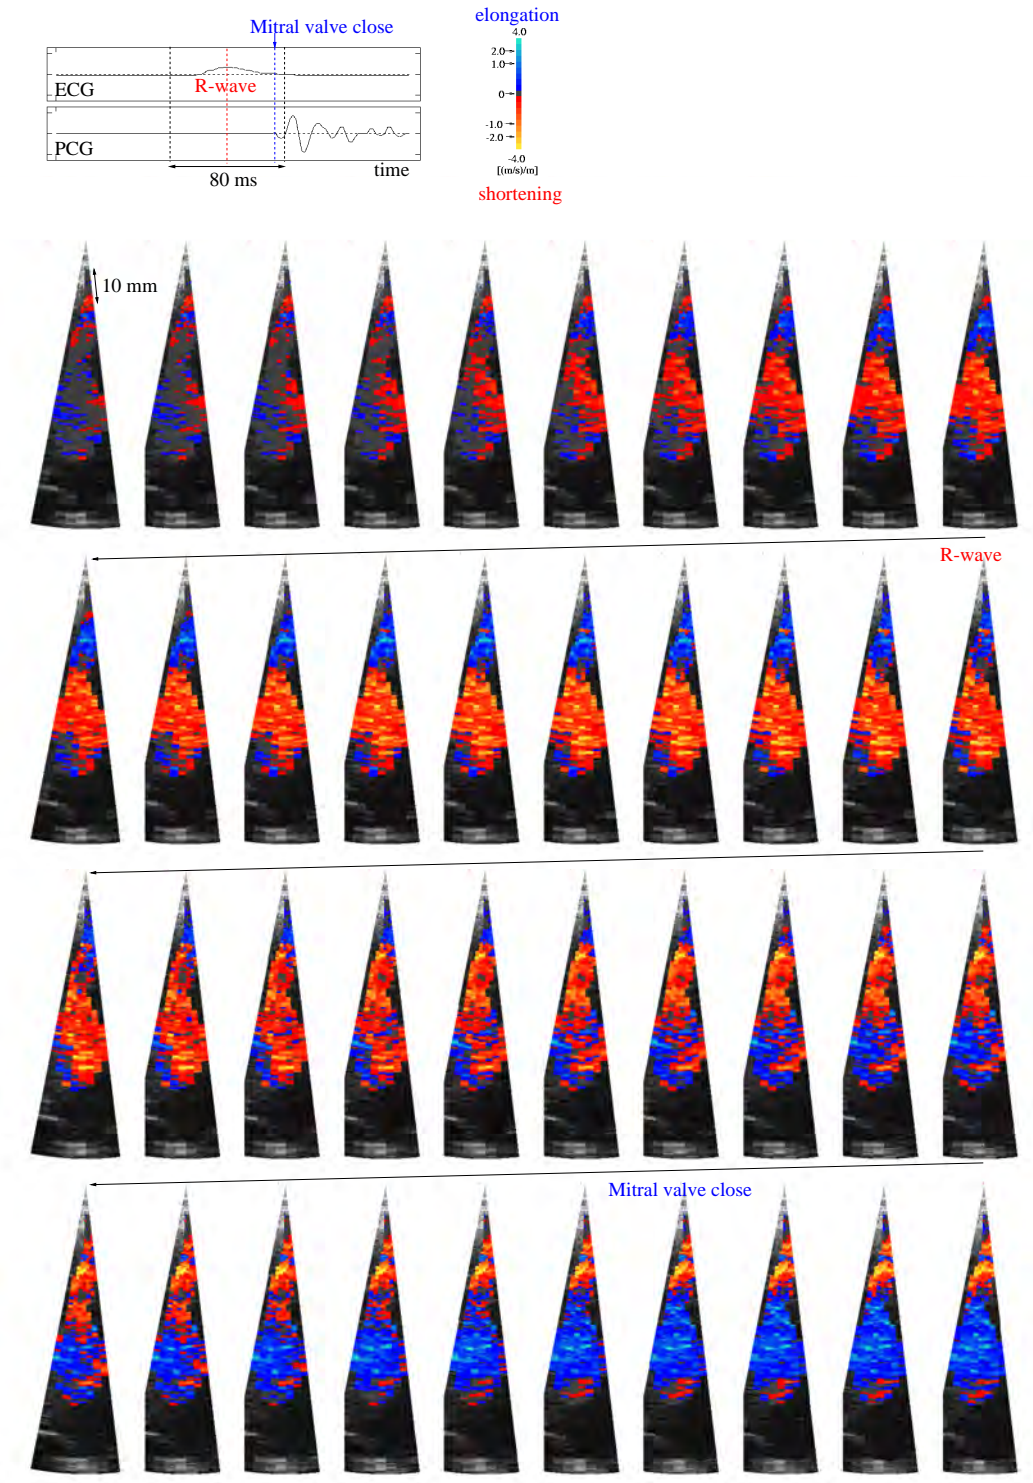 Mitral valve close
ECG
R-wave
PCG
time
80 ms
elongation
4.0
2.0
1.0
0
-1.0
-2.0
-4.0
[(m/s)/m]
shortening
10 mm
R-wave
Mitral valve close